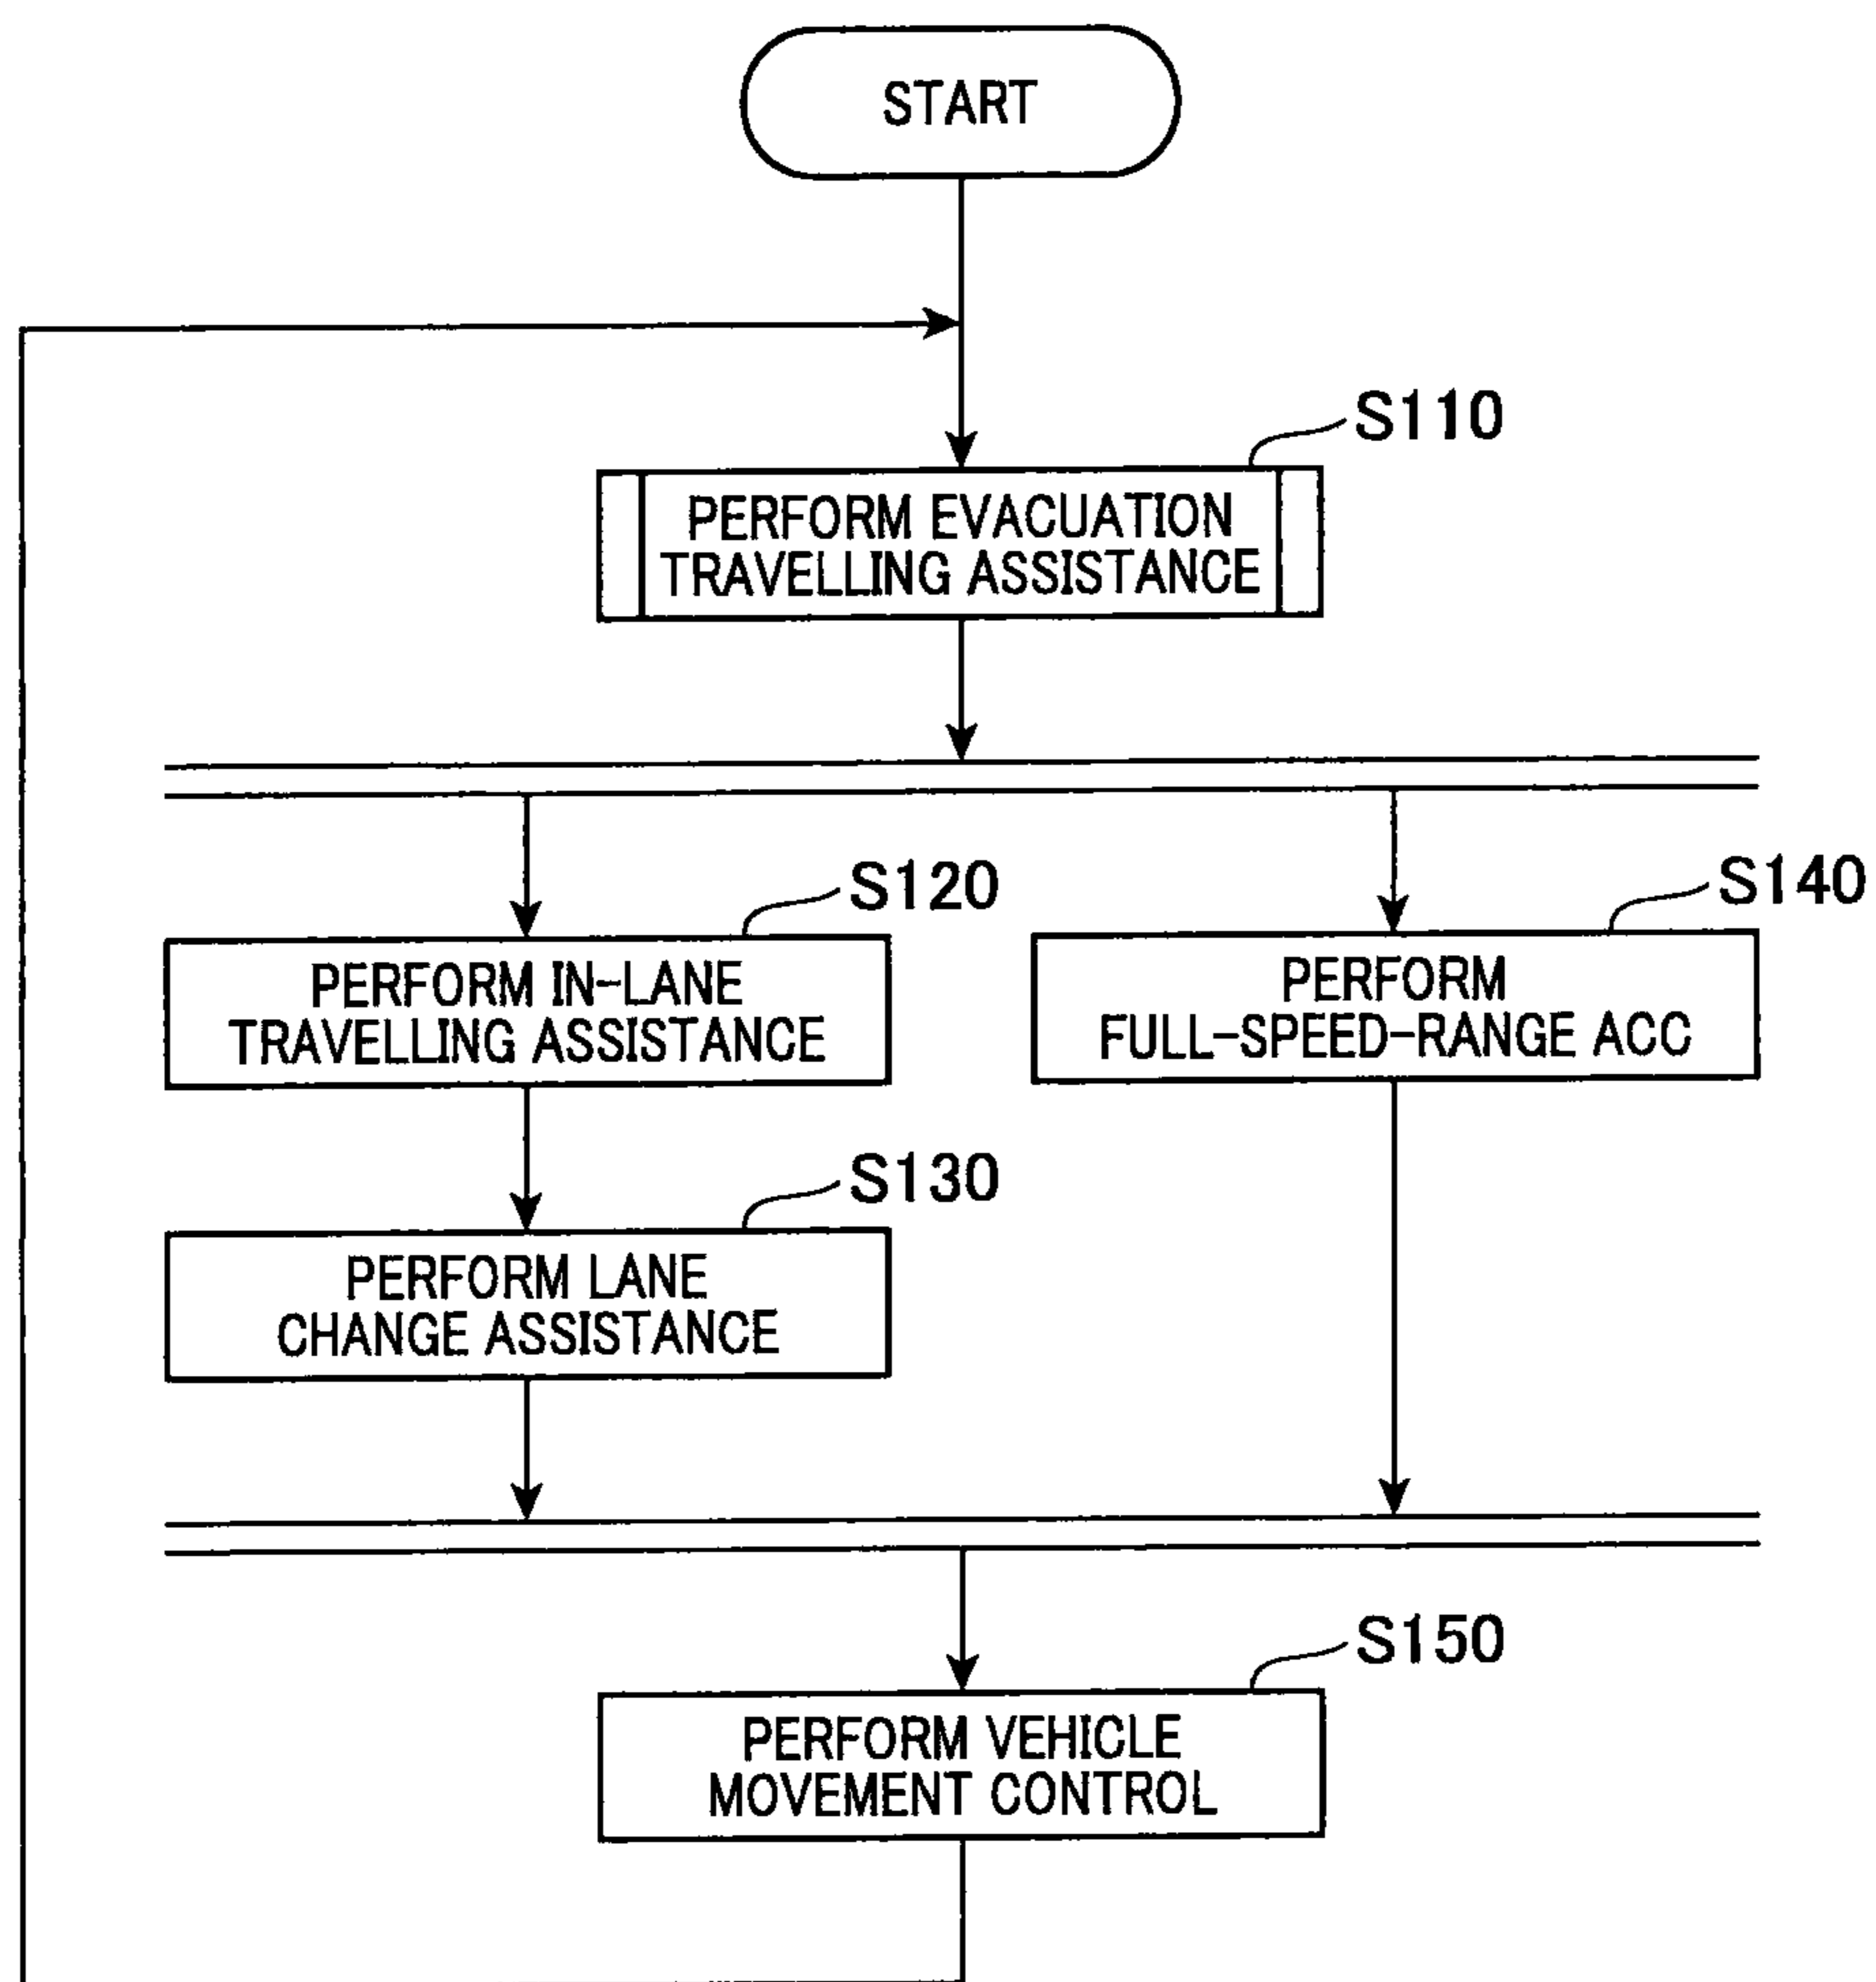 START
S110
PERFORM EVACUATION
TRAVELLING ASSISTANCE
S120
PERFORM IN-LANE
TRAVELLING ASSISTANCE
S140
PERFORM
FULL-SPEED-RANGE ACC
S130
PERFORM LANE
CHANGE ASSISTANCE
S150
PERFORM VEHICLE
MOVEMENT CONTROL